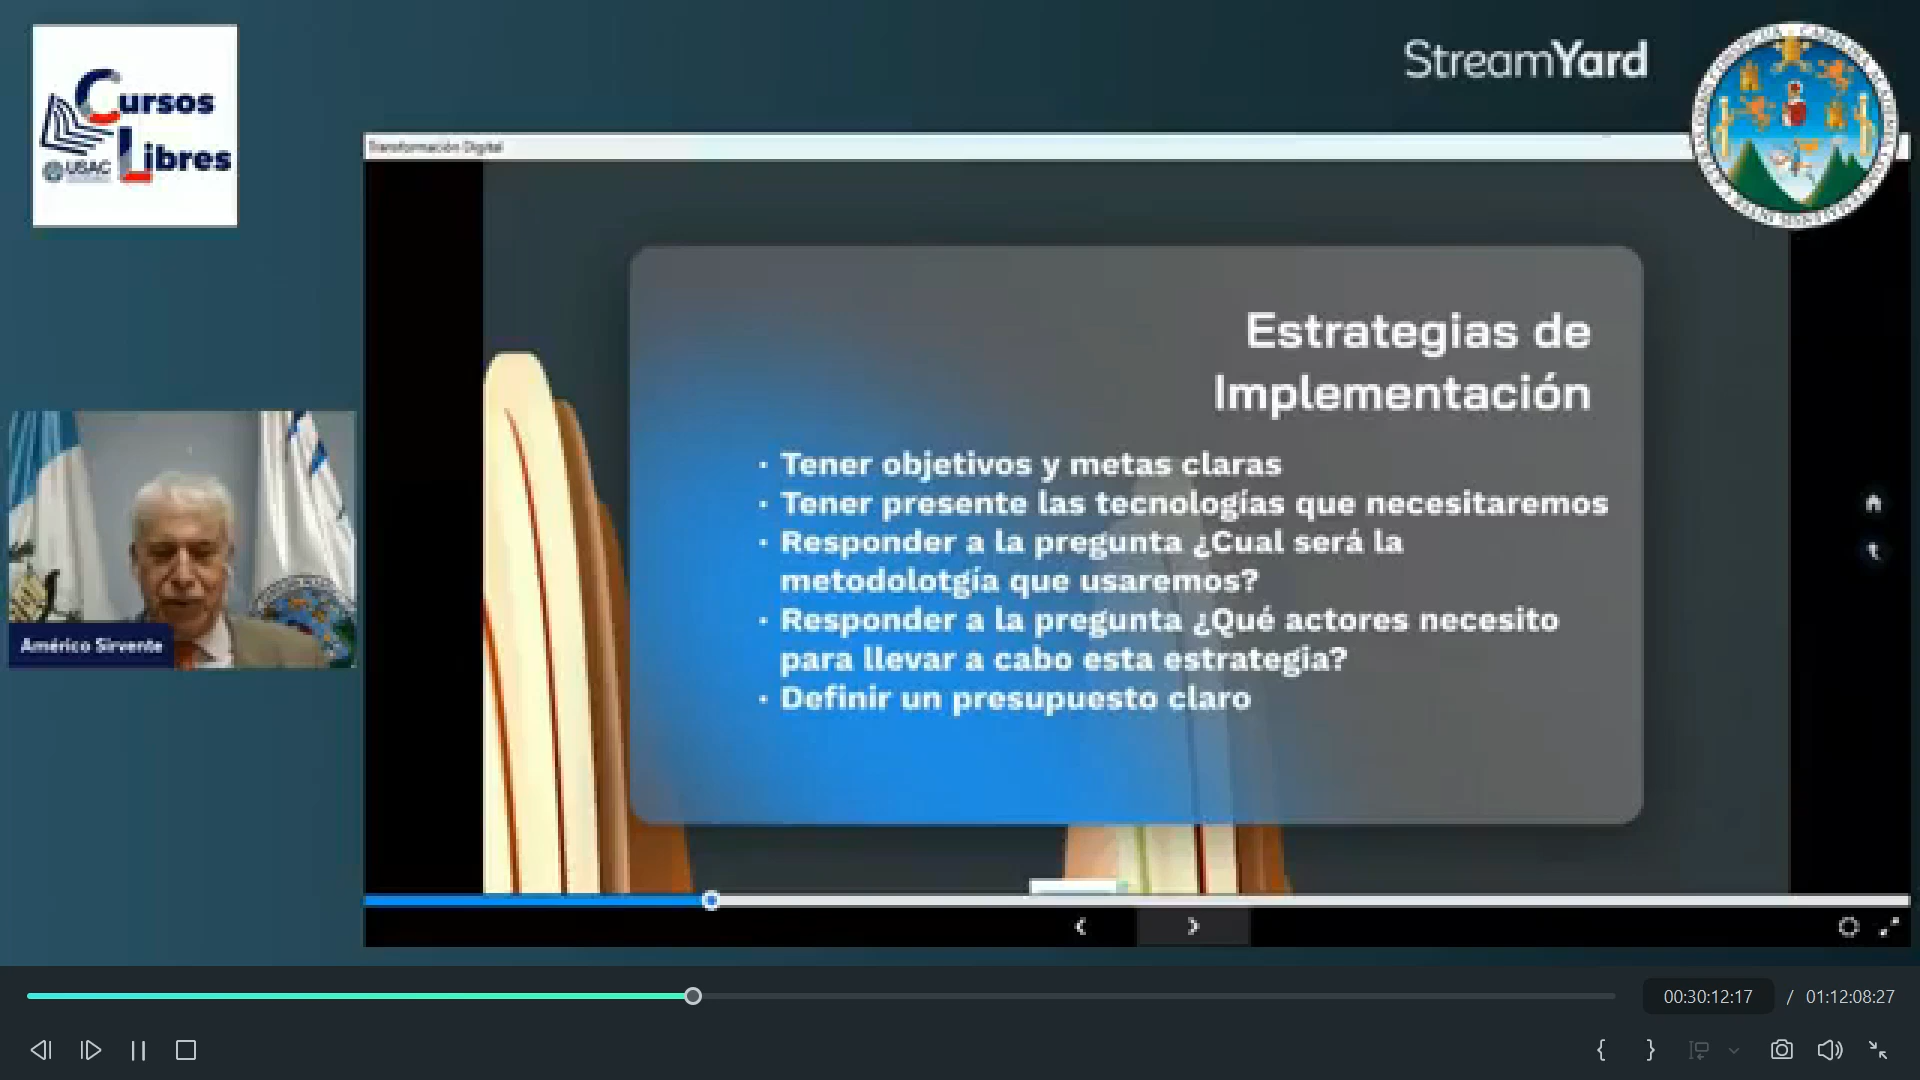 Cursos
Libres
USAC
StreamYard
Transformación Digital
Estrategias de
Implementación
· Tener objetivos y metas claras
· Tener presente las tecnologías que necesitaremos
· Responder a la pregunta ¿Cual será la
metodolotgía que usaremos?
· Responder a la pregunta ¿Qué actores necesito
para llevar a cabo esta estrategia?
· Definir un presupuesto claro
Américo Sirvente
00:30:12:17 / 01:12:08:27